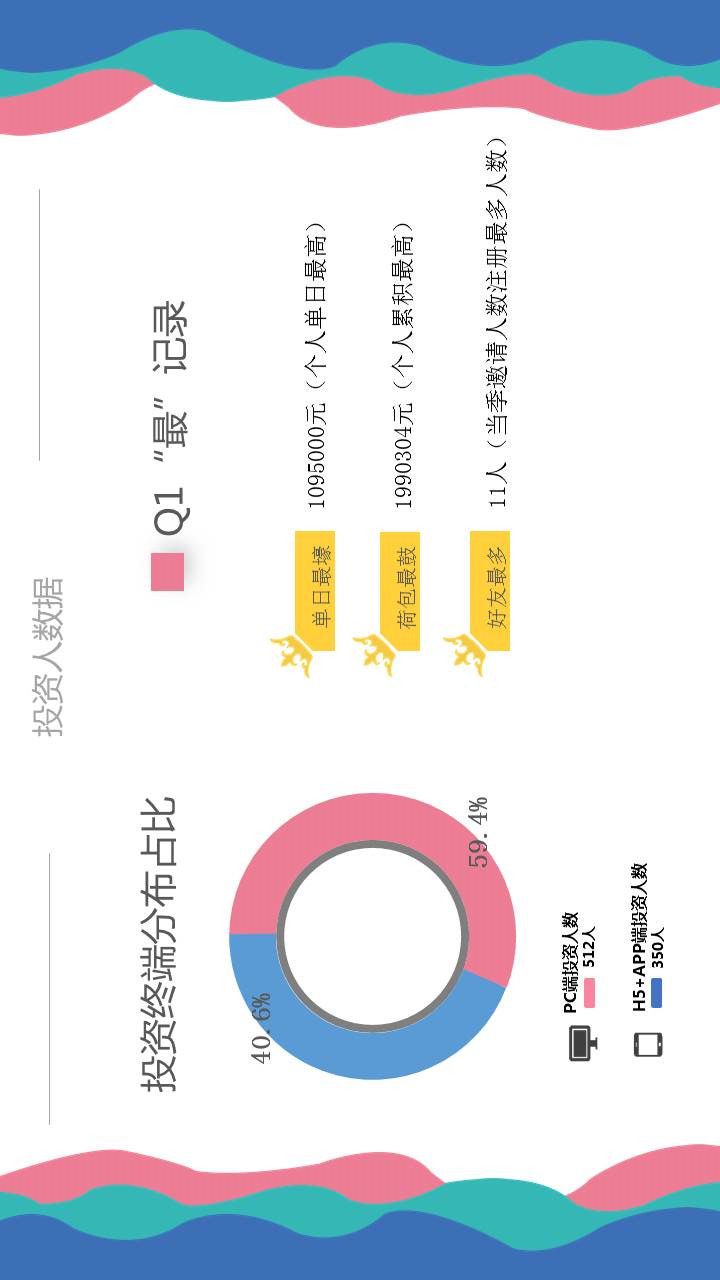 投资人数据
投资终端分布占比
40.6%
59.4%
PC端投资人数
512人
H5+APP端投资人数
350人
Q1 “最” 记录
单日最壕
1095000元（个人单日最高）
荷包最鼓
1990304元（个人累积最高）
好友最多
11人（当季邀请人数注册最多人数）